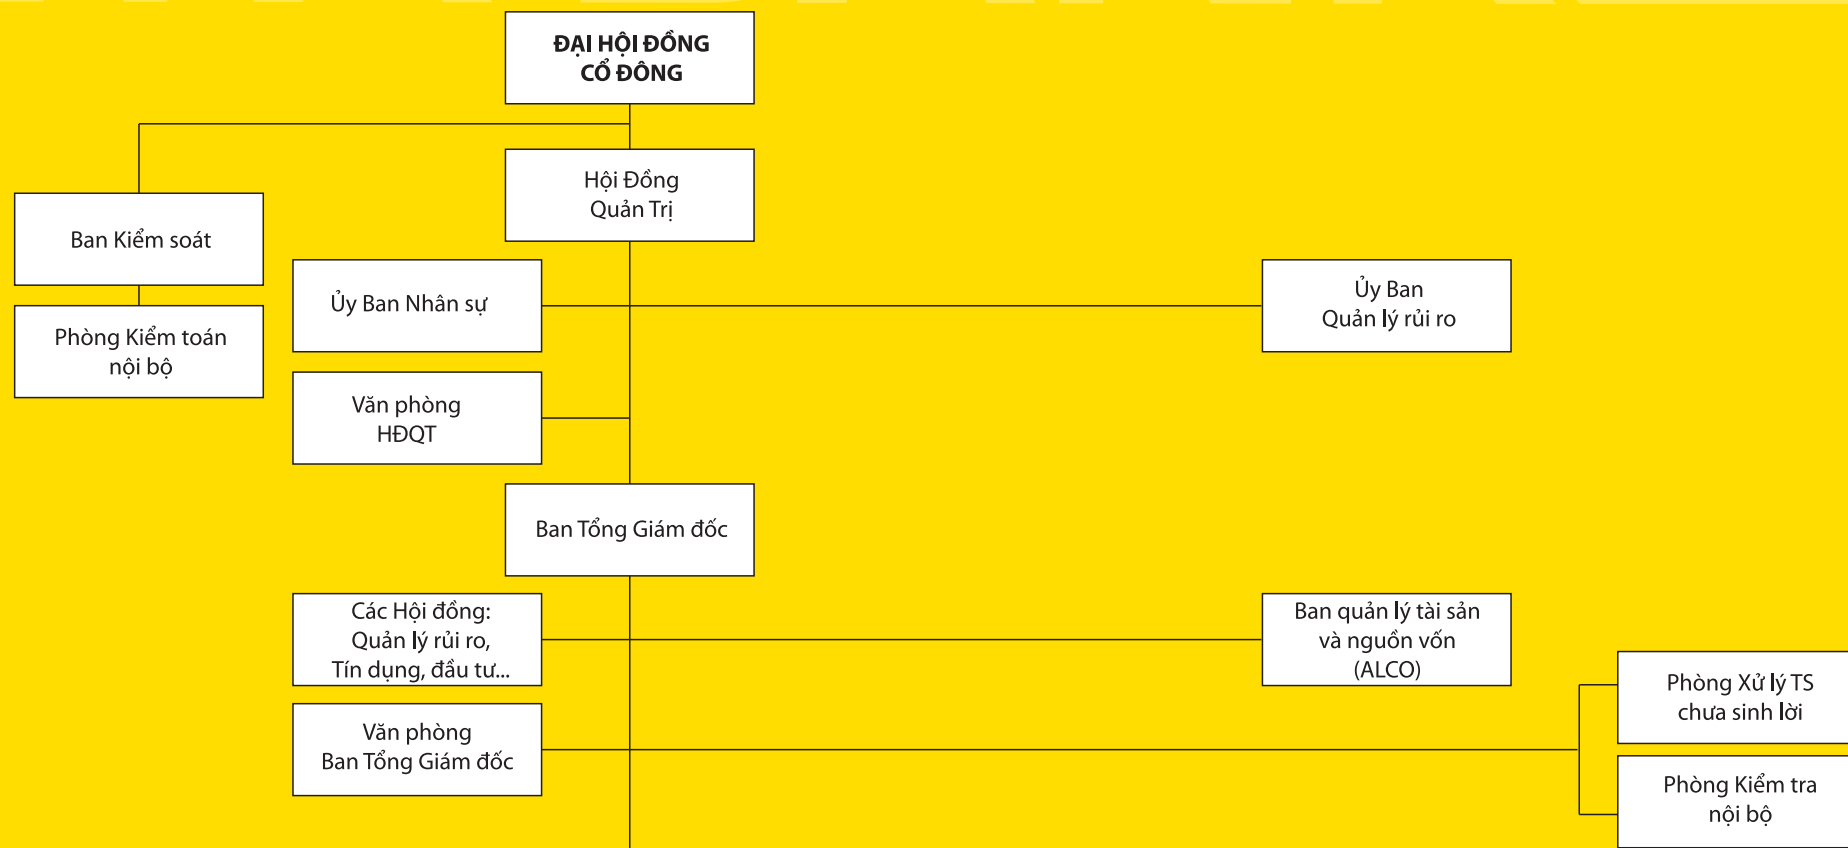 ĐẠI HỘI ĐỒNG
CỔ ĐÔNG
Hội Đồng
Quản Trị
Ban Kiểm soát
Phòng Kiểm toán
nội bộ
Ủy Ban Nhân sự
Ủy Ban
Quản lý rủi ro
Văn phòng
HĐQT
Ban Tổng Giám đốc
Các Hội đồng:
Quản lý rủi ro,
Tín dụng, đầu tư...
Ban quản lý tài sản
và nguồn vốn
(ALCO)
Văn phòng
Ban Tổng Giám đốc
Phòng Xử lý TS
chưa sinh lời
Phòng Kiểm tra
nội bộ